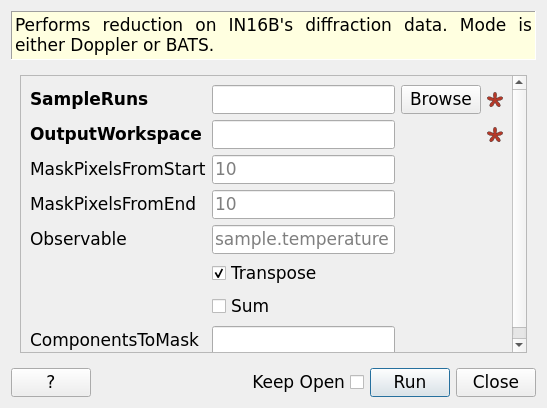 Performs reduction on IN16B's diffraction data. Mode is
either Doppler or BATS.
SampleRuns Browse *
OutputWorkspace *
MaskPixelsFromStart 10
MaskPixelsFromEnd 10
Observable sample.temperature
Transpose
Sum
ComponentsToMask
? Keep Open Run Close